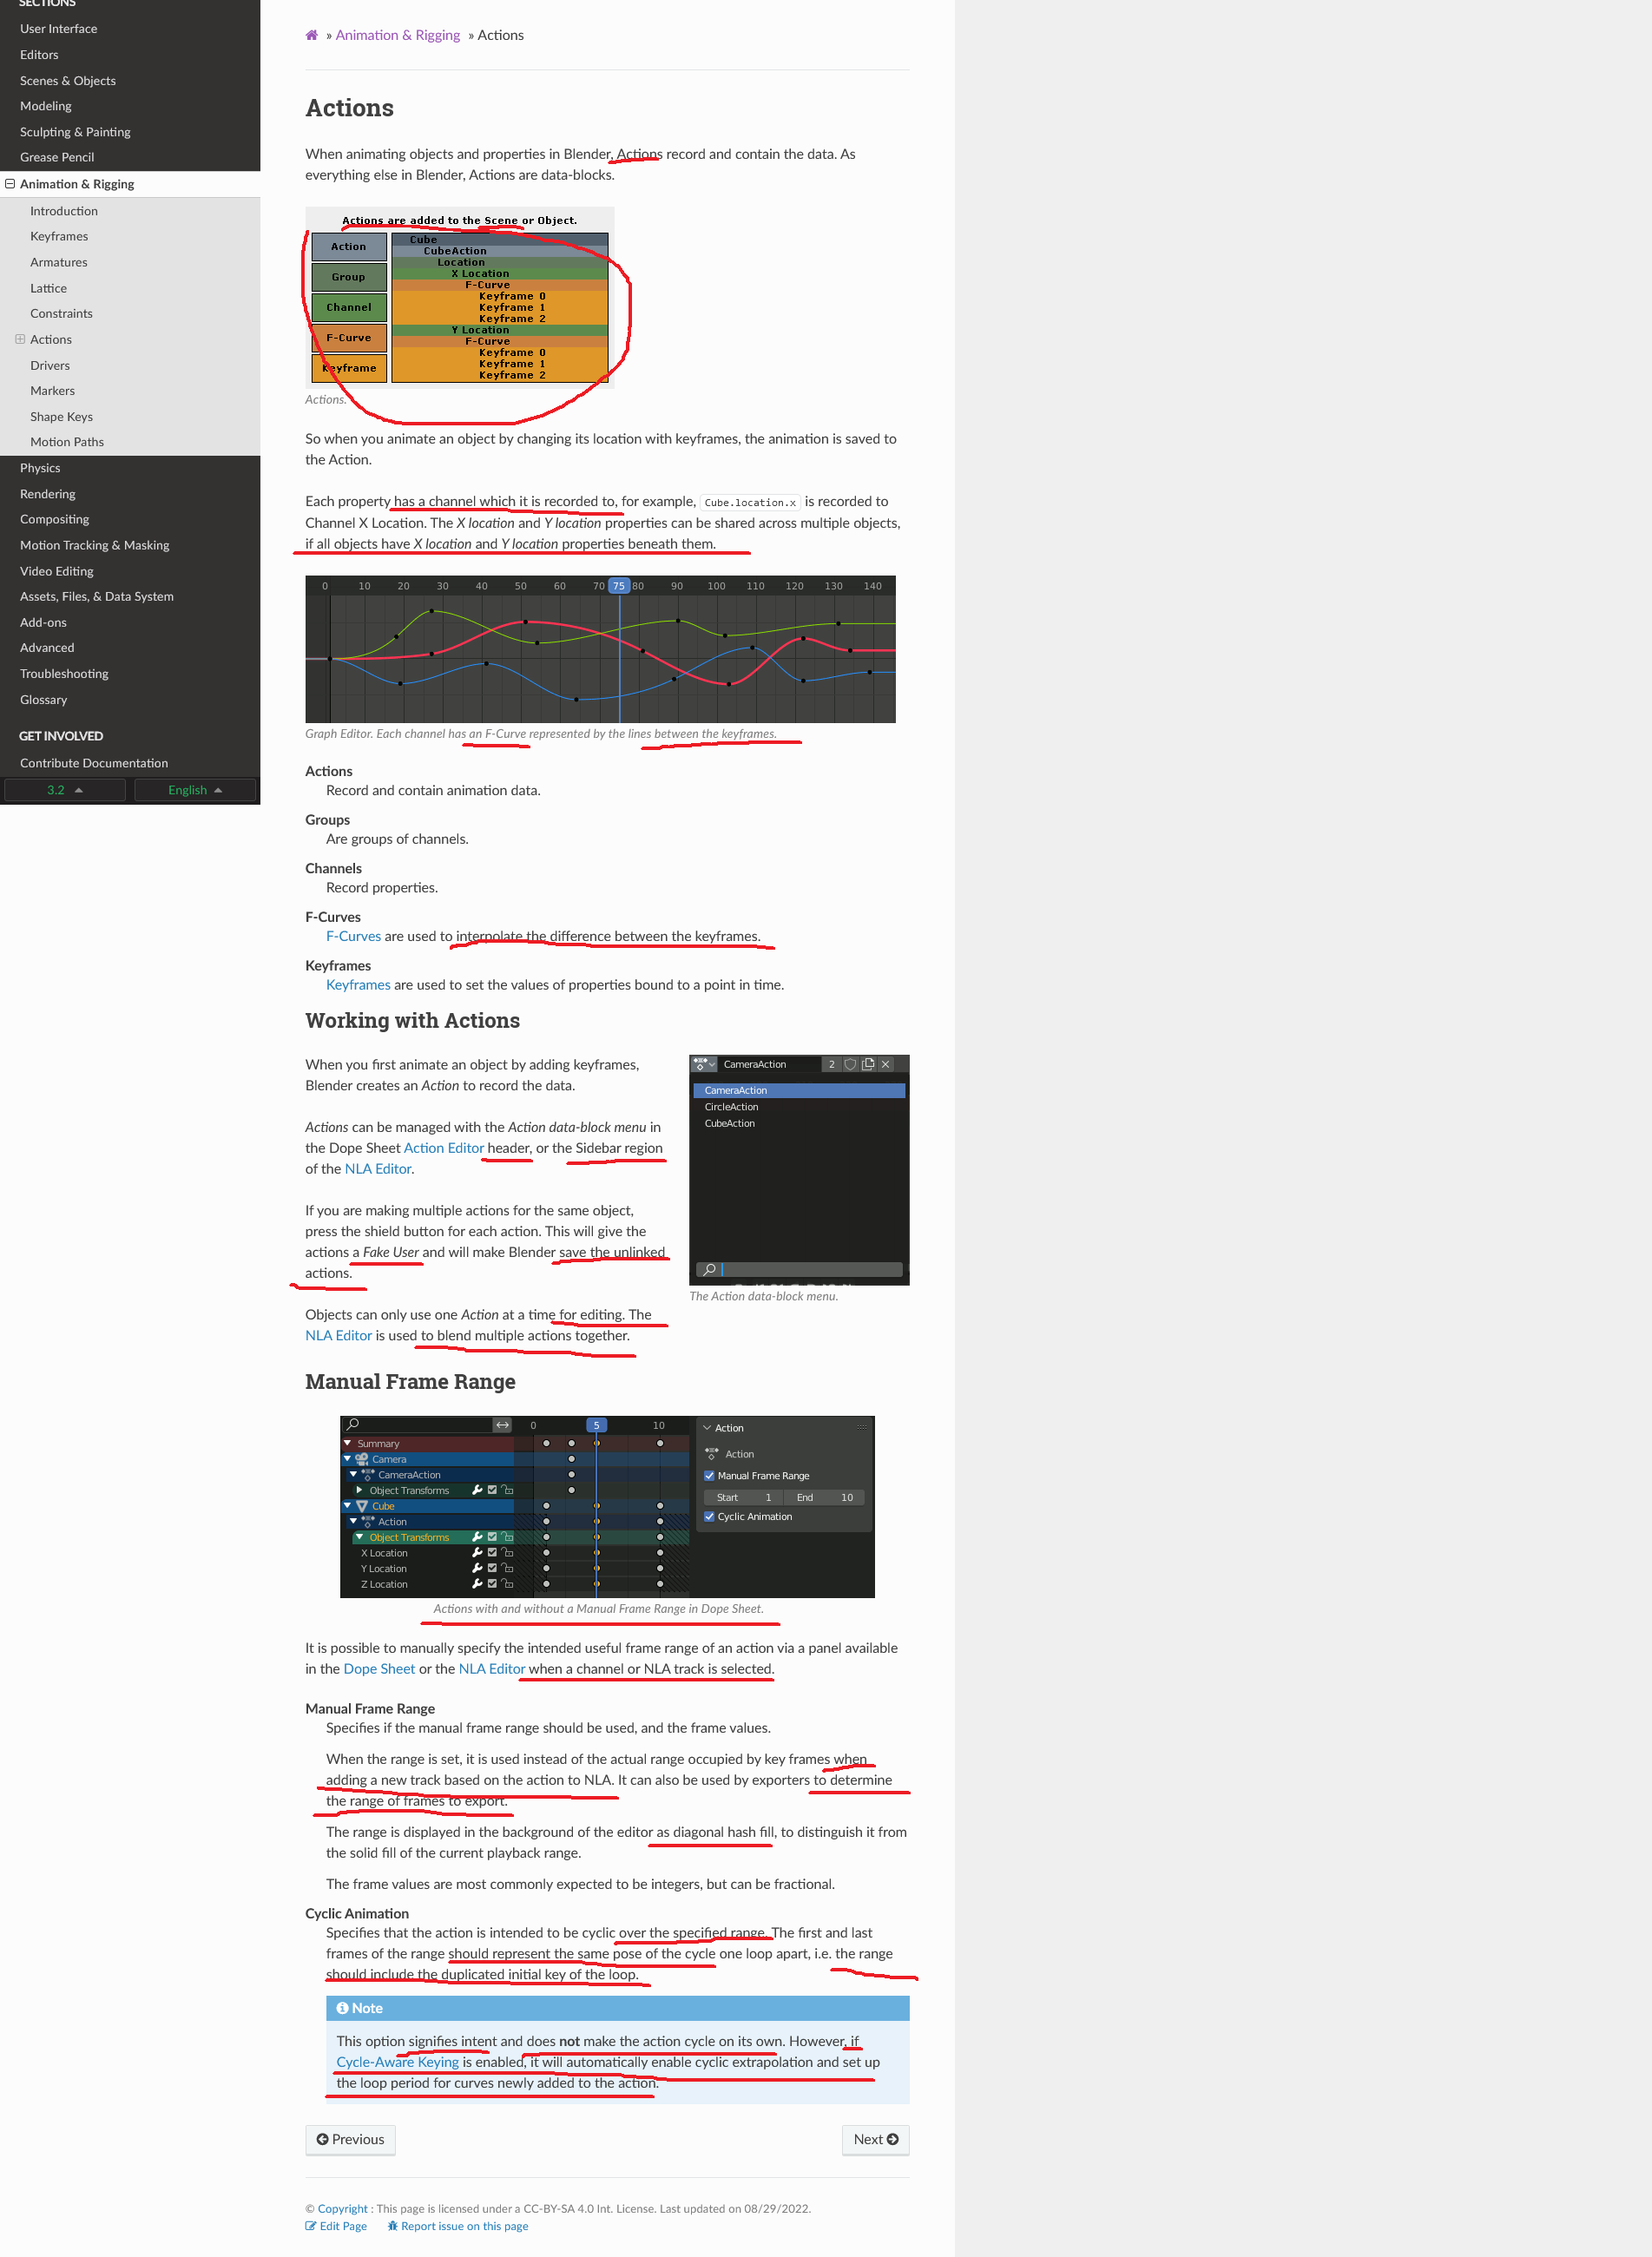 SECTIONS
User Interface
Editors
Scenes & Objects
Modeling
Sculpting & Painting
Grease Pencil
Animation & Rigging
Introduction
Keyframes
Armatures
Lattice
Constraints
Actions
Drivers
Markers
Shape Keys
Motion Paths
Physics
Rendering
Compositing
Motion Tracking & Masking
Video Editing
Assets, Files, & Data System
Add-ons
Advanced
Troubleshooting
Glossary
GET INVOLVED
Contribute Documentation
3.2 English
» Animation & Rigging » Actions
Actions
When animating objects and properties in Blender, Actions record and contain the data. As
everything else in Blender, Actions are data-blocks.
Actions are added to the Scene or Object.
Action
Group
Channel
F-Curve
Keyframe
Cube
CubeAction
Location
X Location
F-Curve
Keyframe 0
Keyframe 1
Keyframe 2
Y Location
F-Curve
Keyframe 0
Keyframe 1
Keyframe 2
Actions.
So when you animate an object by changing its location with keyframes, the animation is saved to
the Action.
Each property has a channel which it is recorded to, for example, Cube.location.x is recorded to
Channel X Location. The X location and Y location properties can be shared across multiple objects,
if all objects have X location and Y location properties beneath them.
0 10 20 30 40 50 60 70 75 80 90 100 110 120 130 140
Graph Editor. Each channel has an F-Curve represented by the lines between the keyframes.
Actions
Record and contain animation data.
Groups
Are groups of channels.
Channels
Record properties.
F-Curves
F-Curves are used to interpolate the difference between the keyframes.
Keyframes
Keyframes are used to set the values of properties bound to a point in time.
Working with Actions
When you first animate an object by adding keyframes,
Blender creates an Action to record the data.
Actions can be managed with the Action data-block menu in
the Dope Sheet Action Editor header, or the Sidebar region
of the NLA Editor.
If you are making multiple actions for the same object,
press the shield button for each action. This will give the
actions a Fake User and will make Blender save the unlinked
actions.
Objects can only use one Action at a time for editing. The
NLA Editor is used to blend multiple actions together.
CameraAction 2
CameraAction
CircleAction
CubeAction
The Action data-block menu.
Manual Frame Range
0 5 10
Summary
Camera
CameraAction
Object Transforms
Cube
Action
Object Transforms
X Location
Y Location
Z Location
Action
Action
Manual Frame Range
Start 1 End 10
Cyclic Animation
Actions with and without a Manual Frame Range in Dope Sheet.
It is possible to manually specify the intended useful frame range of an action via a panel available
in the Dope Sheet or the NLA Editor when a channel or NLA track is selected.
Manual Frame Range
Specifies if the manual frame range should be used, and the frame values.
When the range is set, it is used instead of the actual range occupied by key frames when
adding a new track based on the action to NLA. It can also be used by exporters to determine
the range of frames to export.
The range is displayed in the background of the editor as diagonal hash fill, to distinguish it from
the solid fill of the current playback range.
The frame values are most commonly expected to be integers, but can be fractional.
Cyclic Animation
Specifies that the action is intended to be cyclic over the specified range. The first and last
frames of the range should represent the same pose of the cycle one loop apart, i.e. the range
should include the duplicated initial key of the loop.
Note
This option signifies intent and does not make the action cycle on its own. However, if
Cycle-Aware Keying is enabled, it will automatically enable cyclic extrapolation and set up
the loop period for curves newly added to the action.
Previous
Next
© Copyright : This page is licensed under a CC-BY-SA 4.0 Int. License. Last updated on 08/29/2022.
Edit Page Report issue on this page